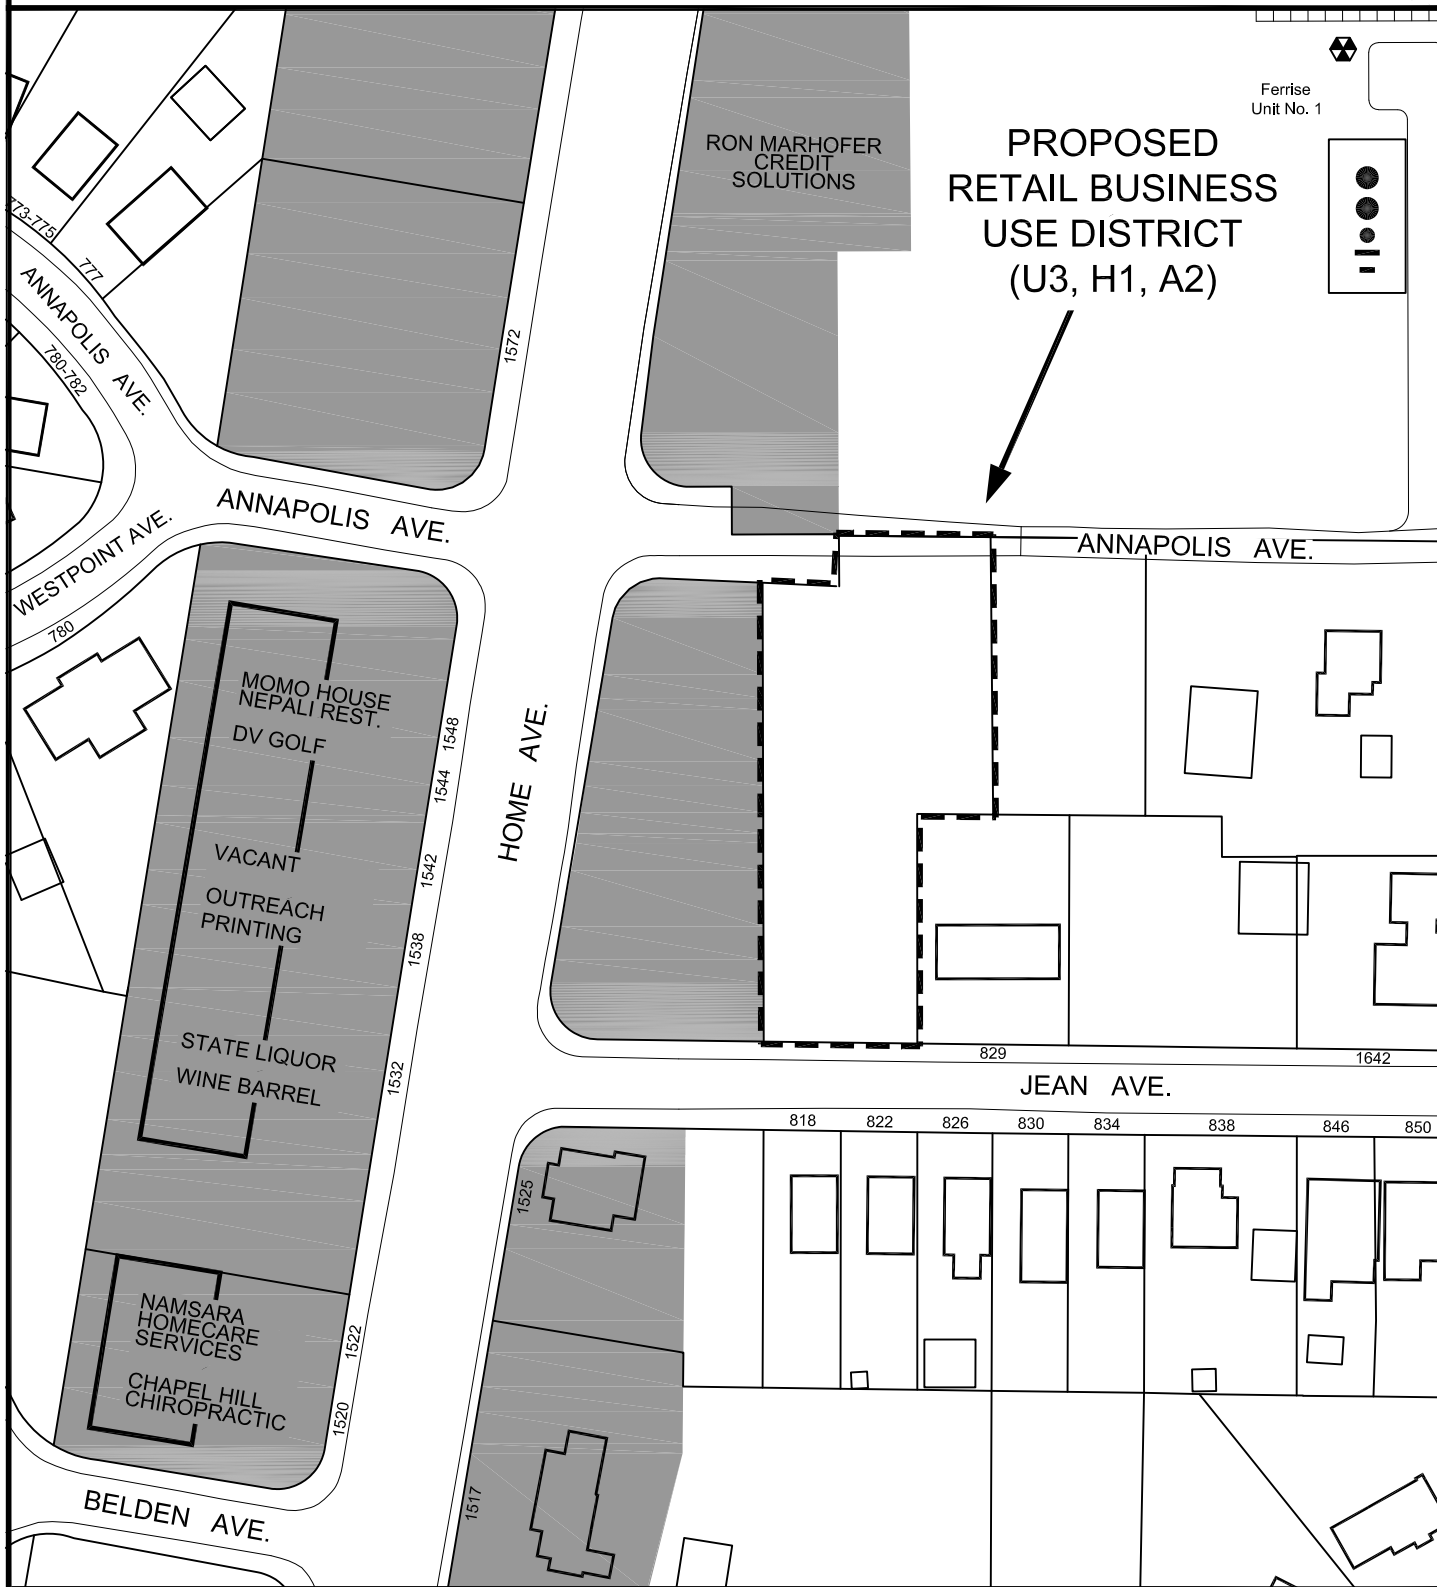 Ferrise
Unit No. 1
PROPOSED
RETAIL BUSINESS
USE DISTRICT
(U3, H1, A2)
RON MARHOFER
CREDIT
SOLUTIONS
773-775
777
ANNAPOLIS AVE.
780-782
1572
ANNAPOLIS AVE.
WESTPOINT AVE.
780
ANNAPOLIS AVE.
MOMO HOUSE
NEPALI REST.
DV GOLF
VACANT
OUTREACH
PRINTING
STATE LIQUOR
WINE BARREL
1548
1544
1542
1538
1532
HOME AVE.
829
1642
JEAN AVE.
818
822
826
830
834
838
846
850
1525
NAMSARA
HOMECARE
SERVICES
CHAPEL HILL
CHIROPRACTIC
1522
1520
1517
BELDEN AVE.